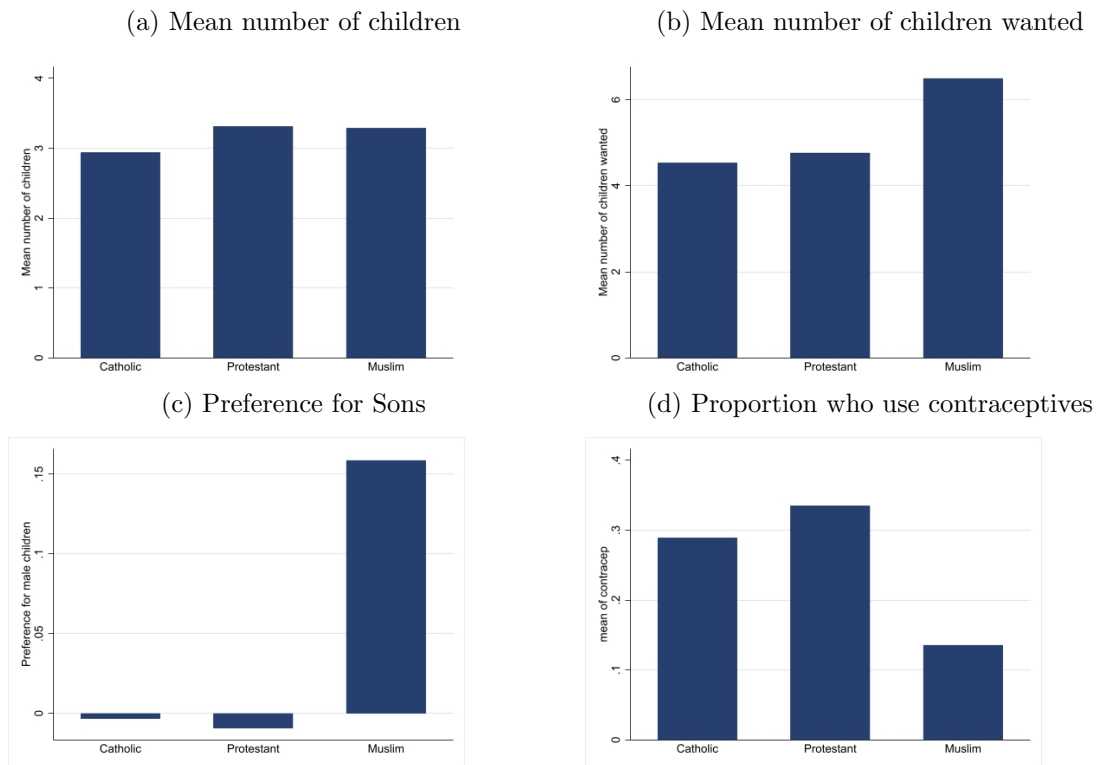 (a) Mean number of children
(b) Mean number of children wanted
Mean number of children
0
1
2
3
4
Catholic
Protestant
Muslim
Mean number of children wanted
0
2
4
6
Catholic
Protestant
Muslim
(c) Preference for Sons
(d) Proportion who use contraceptives
Preference for male children
0
.05
.1
.15
Catholic
Protestant
Muslim
mean of contracep
0
.1
.2
.3
.4
Catholic
Protestant
Muslim